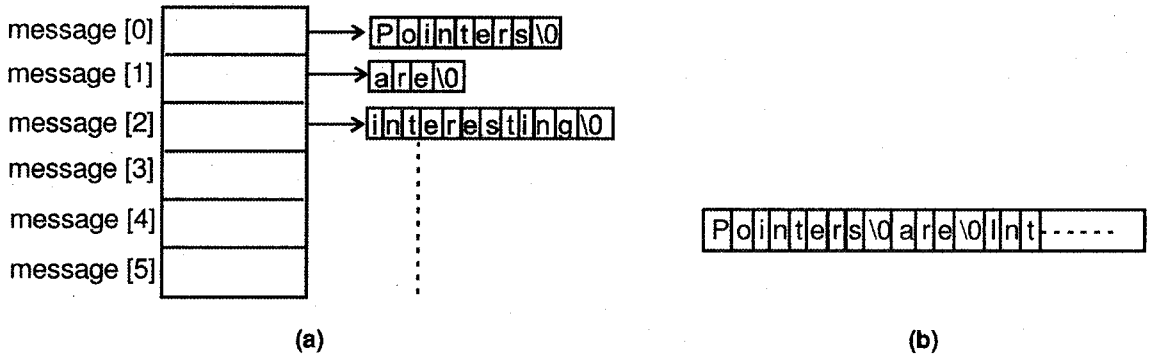 message [0] Pointers\0
message [1] are\0
message [2] interesting\0
message [3]
message [4]
message [5]
Pointers\0are\0Int------
(a) (b)